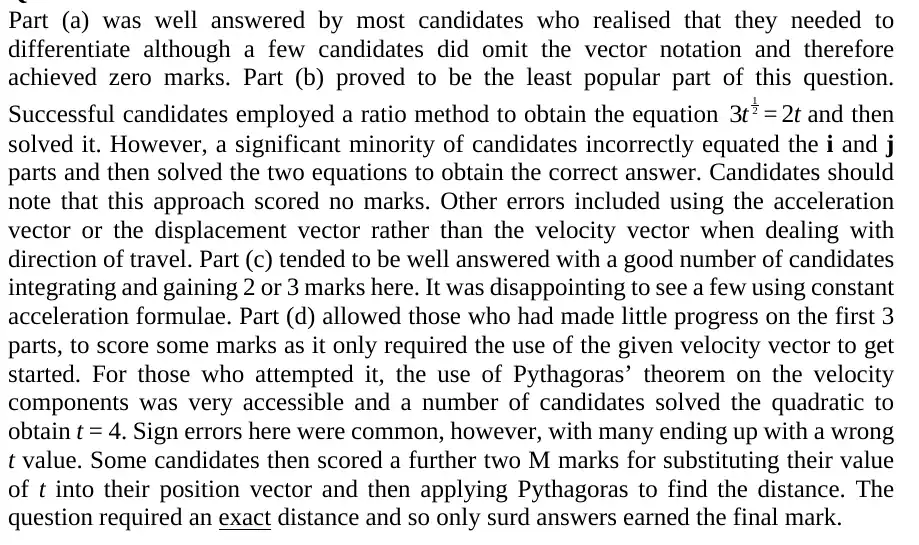 Part (a) was well answered by most candidates who realised that they needed to
differentiate although a few candidates did omit the vector notation and therefore
achieved zero marks. Part (b) proved to be the least popular part of this question.
Successful candidates employed a ratio method to obtain the equation 3t^{1/2} = 2t and then
solved it. However, a significant minority of candidates incorrectly equated the i and j
parts and then solved the two equations to obtain the correct answer. Candidates should
note that this approach scored no marks. Other errors included using the acceleration
vector or the displacement vector rather than the velocity vector when dealing with
direction of travel. Part (c) tended to be well answered with a good number of candidates
integrating and gaining 2 or 3 marks here. It was disappointing to see a few using constant
acceleration formulae. Part (d) allowed those who had made little progress on the first 3
parts, to score some marks as it only required the use of the given velocity vector to get
started. For those who attempted it, the use of Pythagoras’ theorem on the velocity
components was very accessible and a number of candidates solved the quadratic to
obtain t = 4. Sign errors here were common, however, with many ending up with a wrong
t value. Some candidates then scored a further two M marks for substituting their value
of t into their position vector and then applying Pythagoras to find the distance. The
question required an exact distance and so only surd answers earned the final mark.